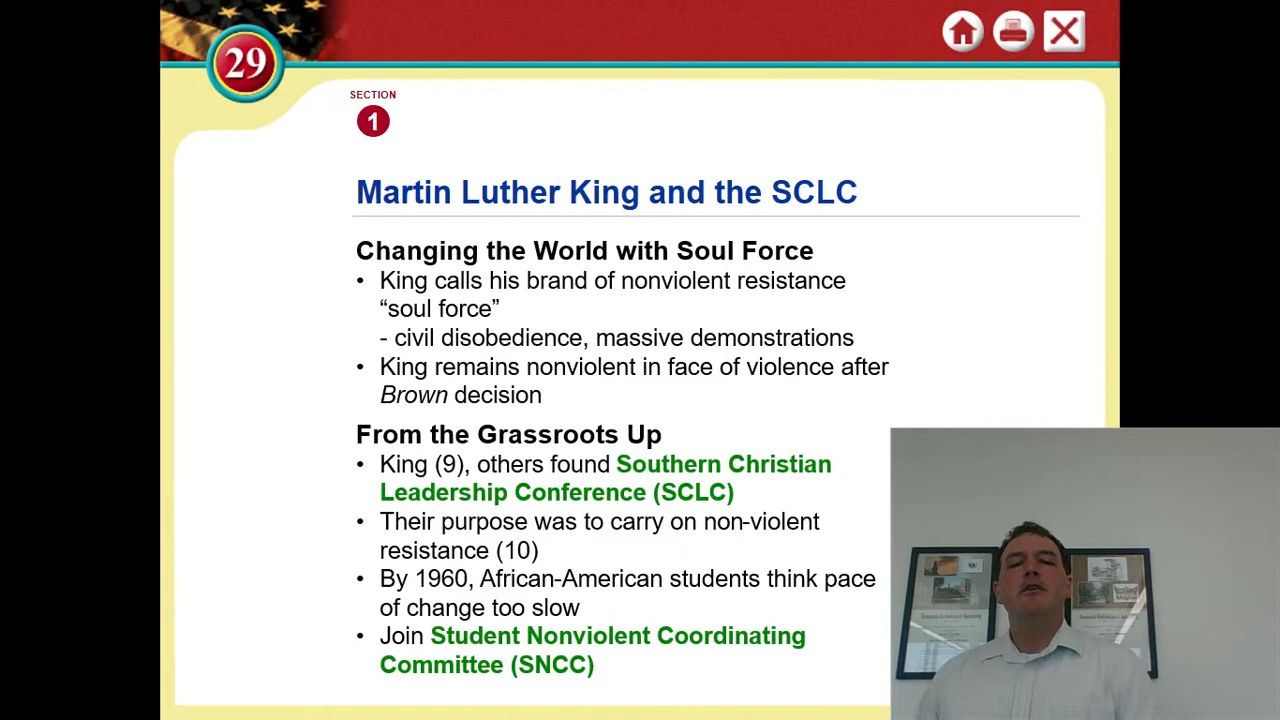 29
SECTION
1
Martin Luther King and the SCLC
Changing the World with Soul Force
• King calls his brand of nonviolent resistance
“soul force”
- civil disobedience, massive demonstrations
• King remains nonviolent in face of violence after
Brown decision
From the Grassroots Up
• King (9), others found Southern Christian
Leadership Conference (SCLC)
• Their purpose was to carry on non-violent
resistance (10)
• By 1960, African-American students think pace
of change too slow
• Join Student Nonviolent Coordinating
Committee (SNCC)